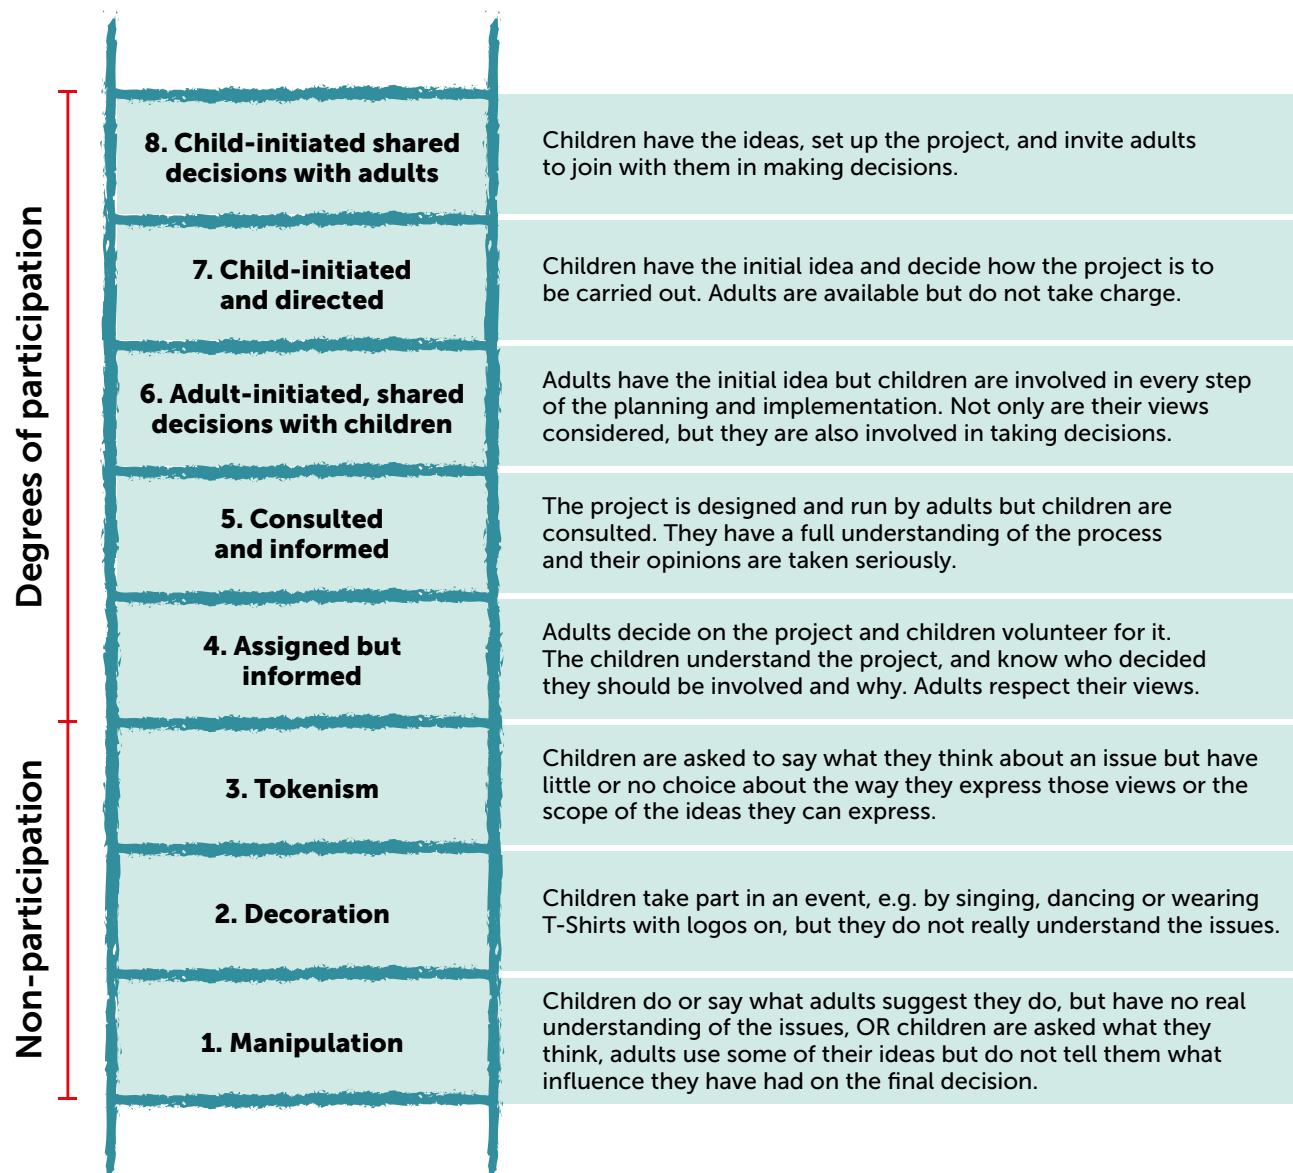 Degrees of participation
8. Child-initiated shared
decisions with adults
Children have the ideas, set up the project, and invite adults
to join with them in making decisions.
7. Child-initiated
and directed
Children have the initial idea and decide how the project is to
be carried out. Adults are available but do not take charge.
6. Adult-initiated, shared
decisions with children
Adults have the initial idea but children are involved in every step
of the planning and implementation. Not only are their views
considered, but they are also involved in taking decisions.
5. Consulted
and informed
The project is designed and run by adults but children are
consulted. They have a full understanding of the process
and their opinions are taken seriously.
4. Assigned but
informed
Adults decide on the project and children volunteer for it.
The children understand the project, and know who decided
they should be involved and why. Adults respect their views.
Non-participation
3. Tokenism
Children are asked to say what they think about an issue but have
little or no choice about the way they express those views or the
scope of the ideas they can express.
2. Decoration
Children take part in an event, e.g. by singing, dancing or wearing
T-Shirts with logos on, but they do not really understand the issues.
1. Manipulation
Children do or say what adults suggest they do, but have no real
understanding of the issues, OR children are asked what they
think, adults use some of their ideas but do not tell them what
influence they have had on the final decision.